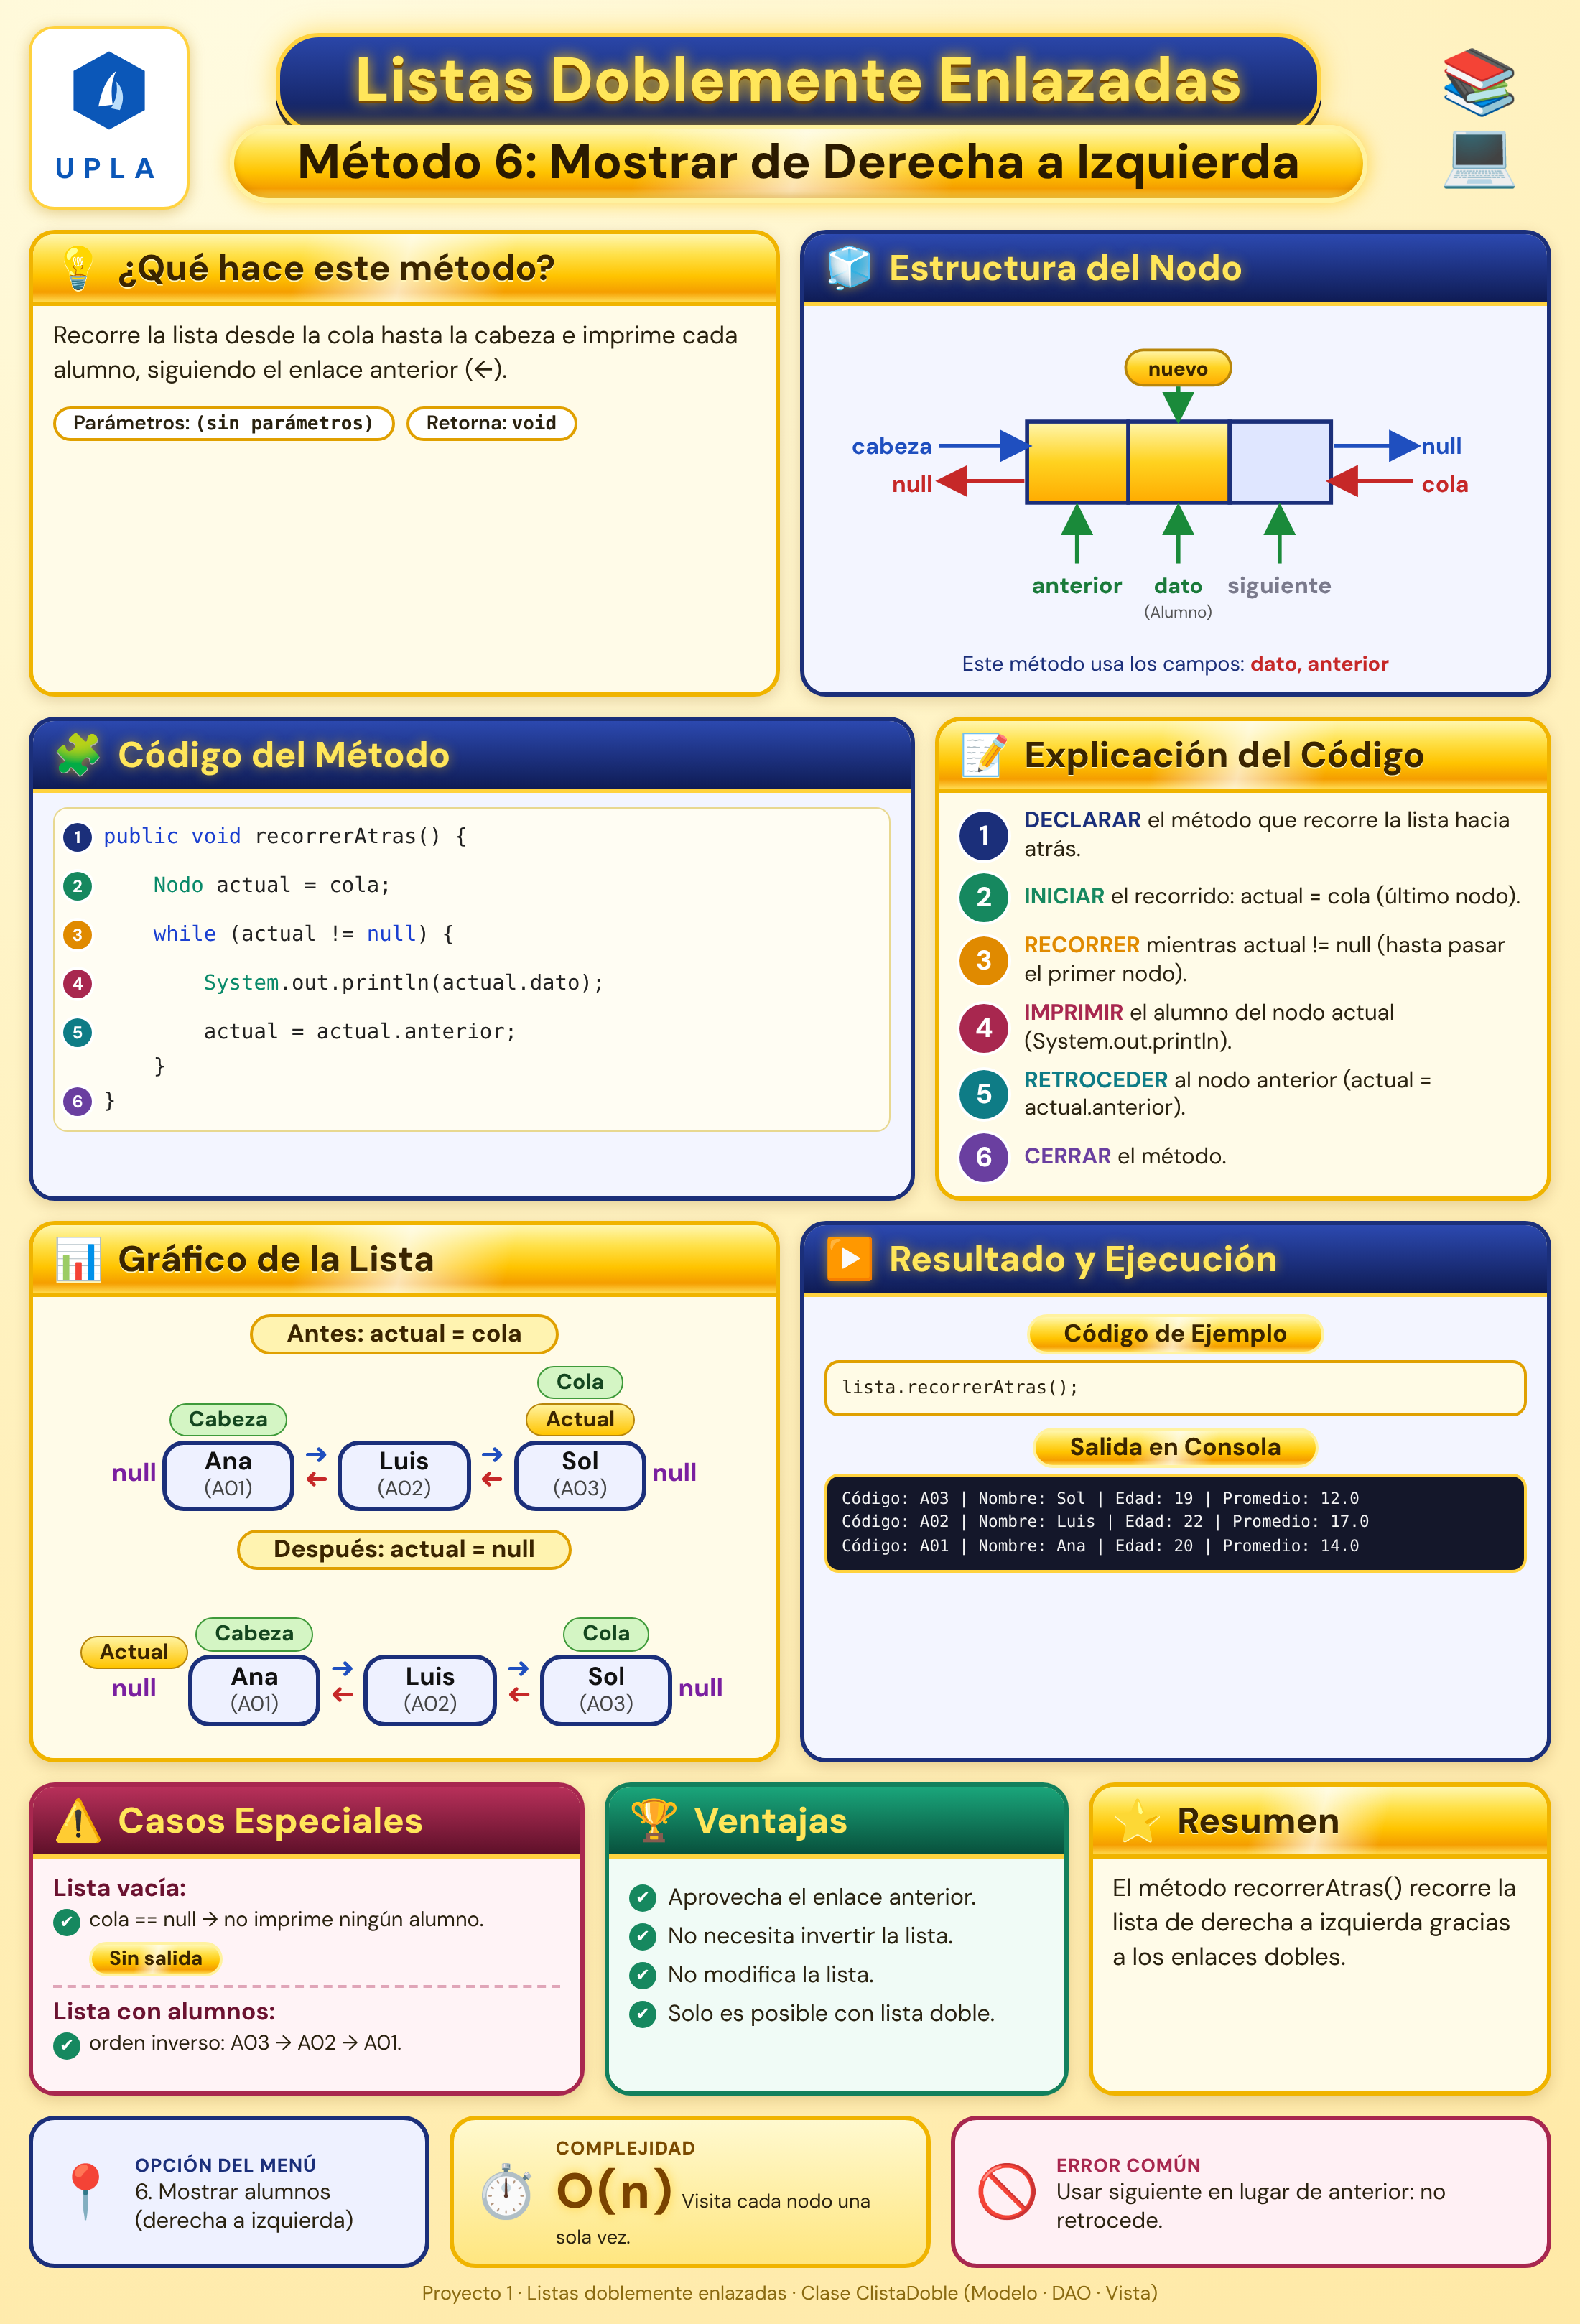 UPLA
Listas Doblemente Enlazadas
Método 6: Mostrar de Derecha a Izquierda
¿Qué hace este método?
Recorre la lista desde la cola hasta la cabeza e imprime cada
alumno, siguiendo el enlace anterior (←).
Parámetros: (sin parámetros)
Retorna: void
Estructura del Nodo
nuevo
cabeza
null
null
cola
anterior
dato
siguiente
(Alumno)
Este método usa los campos: dato, anterior
Código del Método
1 public void recorrerAtras() {
2 Nodo actual = cola;
3 while (actual != null) {
4 System.out.println(actual.dato);
5 actual = actual.anterior;
}
6 }
Explicación del Código
1 DECLARAR el método que recorre la lista hacia
atrás.
2 INICIAR el recorrido: actual = cola (último nodo).
3 RECORRER mientras actual != null (hasta pasar
el primer nodo).
4 IMPRIMIR el alumno del nodo actual
(System.out.println).
5 RETROCEDER al nodo anterior (actual =
actual.anterior).
6 CERRAR el método.
Gráfico de la Lista
Antes: actual = cola
Cola
Cabeza
Actual
null Ana → Luis → Sol null
(A01) ← (A02) ← (A03)
Después: actual = null
Cabeza
Cola
Actual
null Ana → Luis → Sol null
(A01) ← (A02) ← (A03)
Resultado y Ejecución
Código de Ejemplo
lista.recorrerAtras();
Salida en Consola
Código: A03 | Nombre: Sol | Edad: 19 | Promedio: 12.0
Código: A02 | Nombre: Luis | Edad: 22 | Promedio: 17.0
Código: A01 | Nombre: Ana | Edad: 20 | Promedio: 14.0
Casos Especiales
Lista vacía:
cola == null → no imprime ningún alumno.
Sin salida
Lista con alumnos:
orden inverso: A03 → A02 → A01.
Ventajas
Aprovecha el enlace anterior.
No necesita invertir la lista.
No modifica la lista.
Solo es posible con lista doble.
Resumen
El método recorrerAtras() recorre la
lista de derecha a izquierda gracias
a los enlaces dobles.
OPCIÓN DEL MENÚ
6. Mostrar alumnos
(derecha a izquierda)
COMPLEJIDAD
O(n) Visita cada nodo una
sola vez.
ERROR COMÚN
Usar siguiente en lugar de anterior: no
retrocede.
Proyecto 1 · Listas doblemente enlazadas · Clase ClistaDoble (Modelo · DAO · Vista)